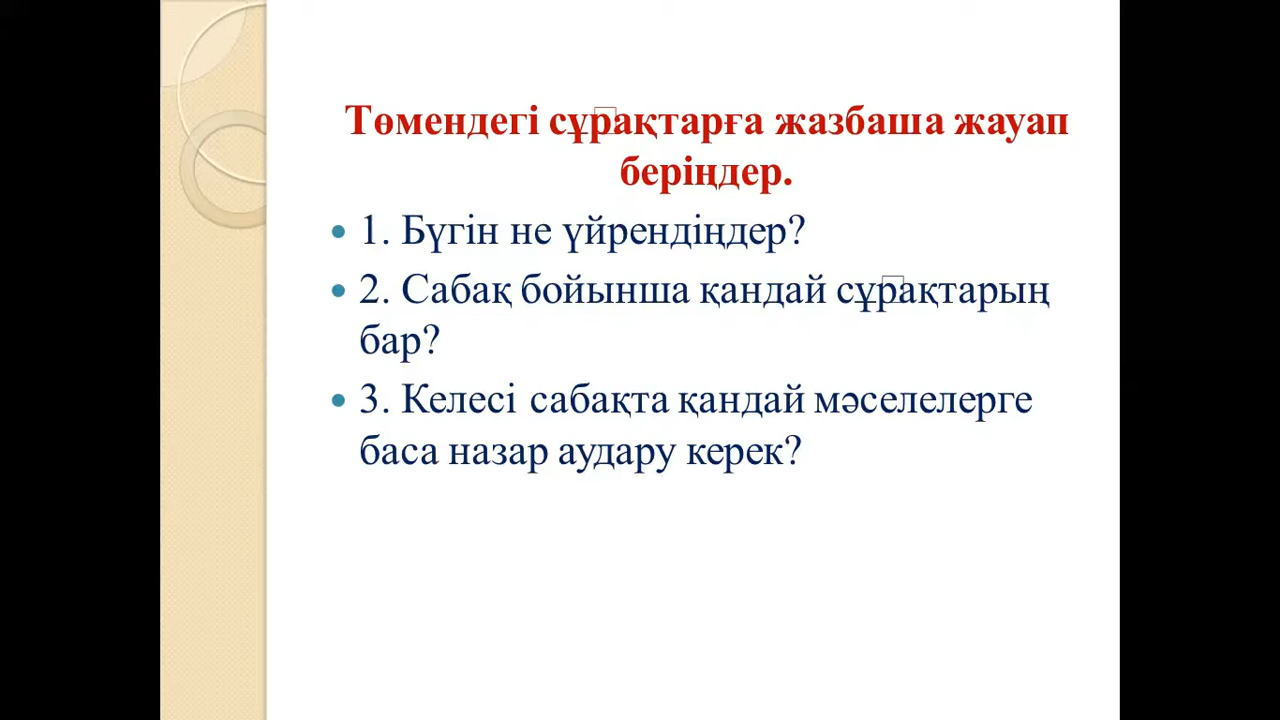 Төмендегі сұрақтарға жазбаша жауап
беріңдер.
• 1. Бүгін не үйрендіңдер?
• 2. Сабақ бойынша қандай сұрақтарың
бар?
• 3. Келесі сабақта қандай мәселелерге
баса назар аудару керек?